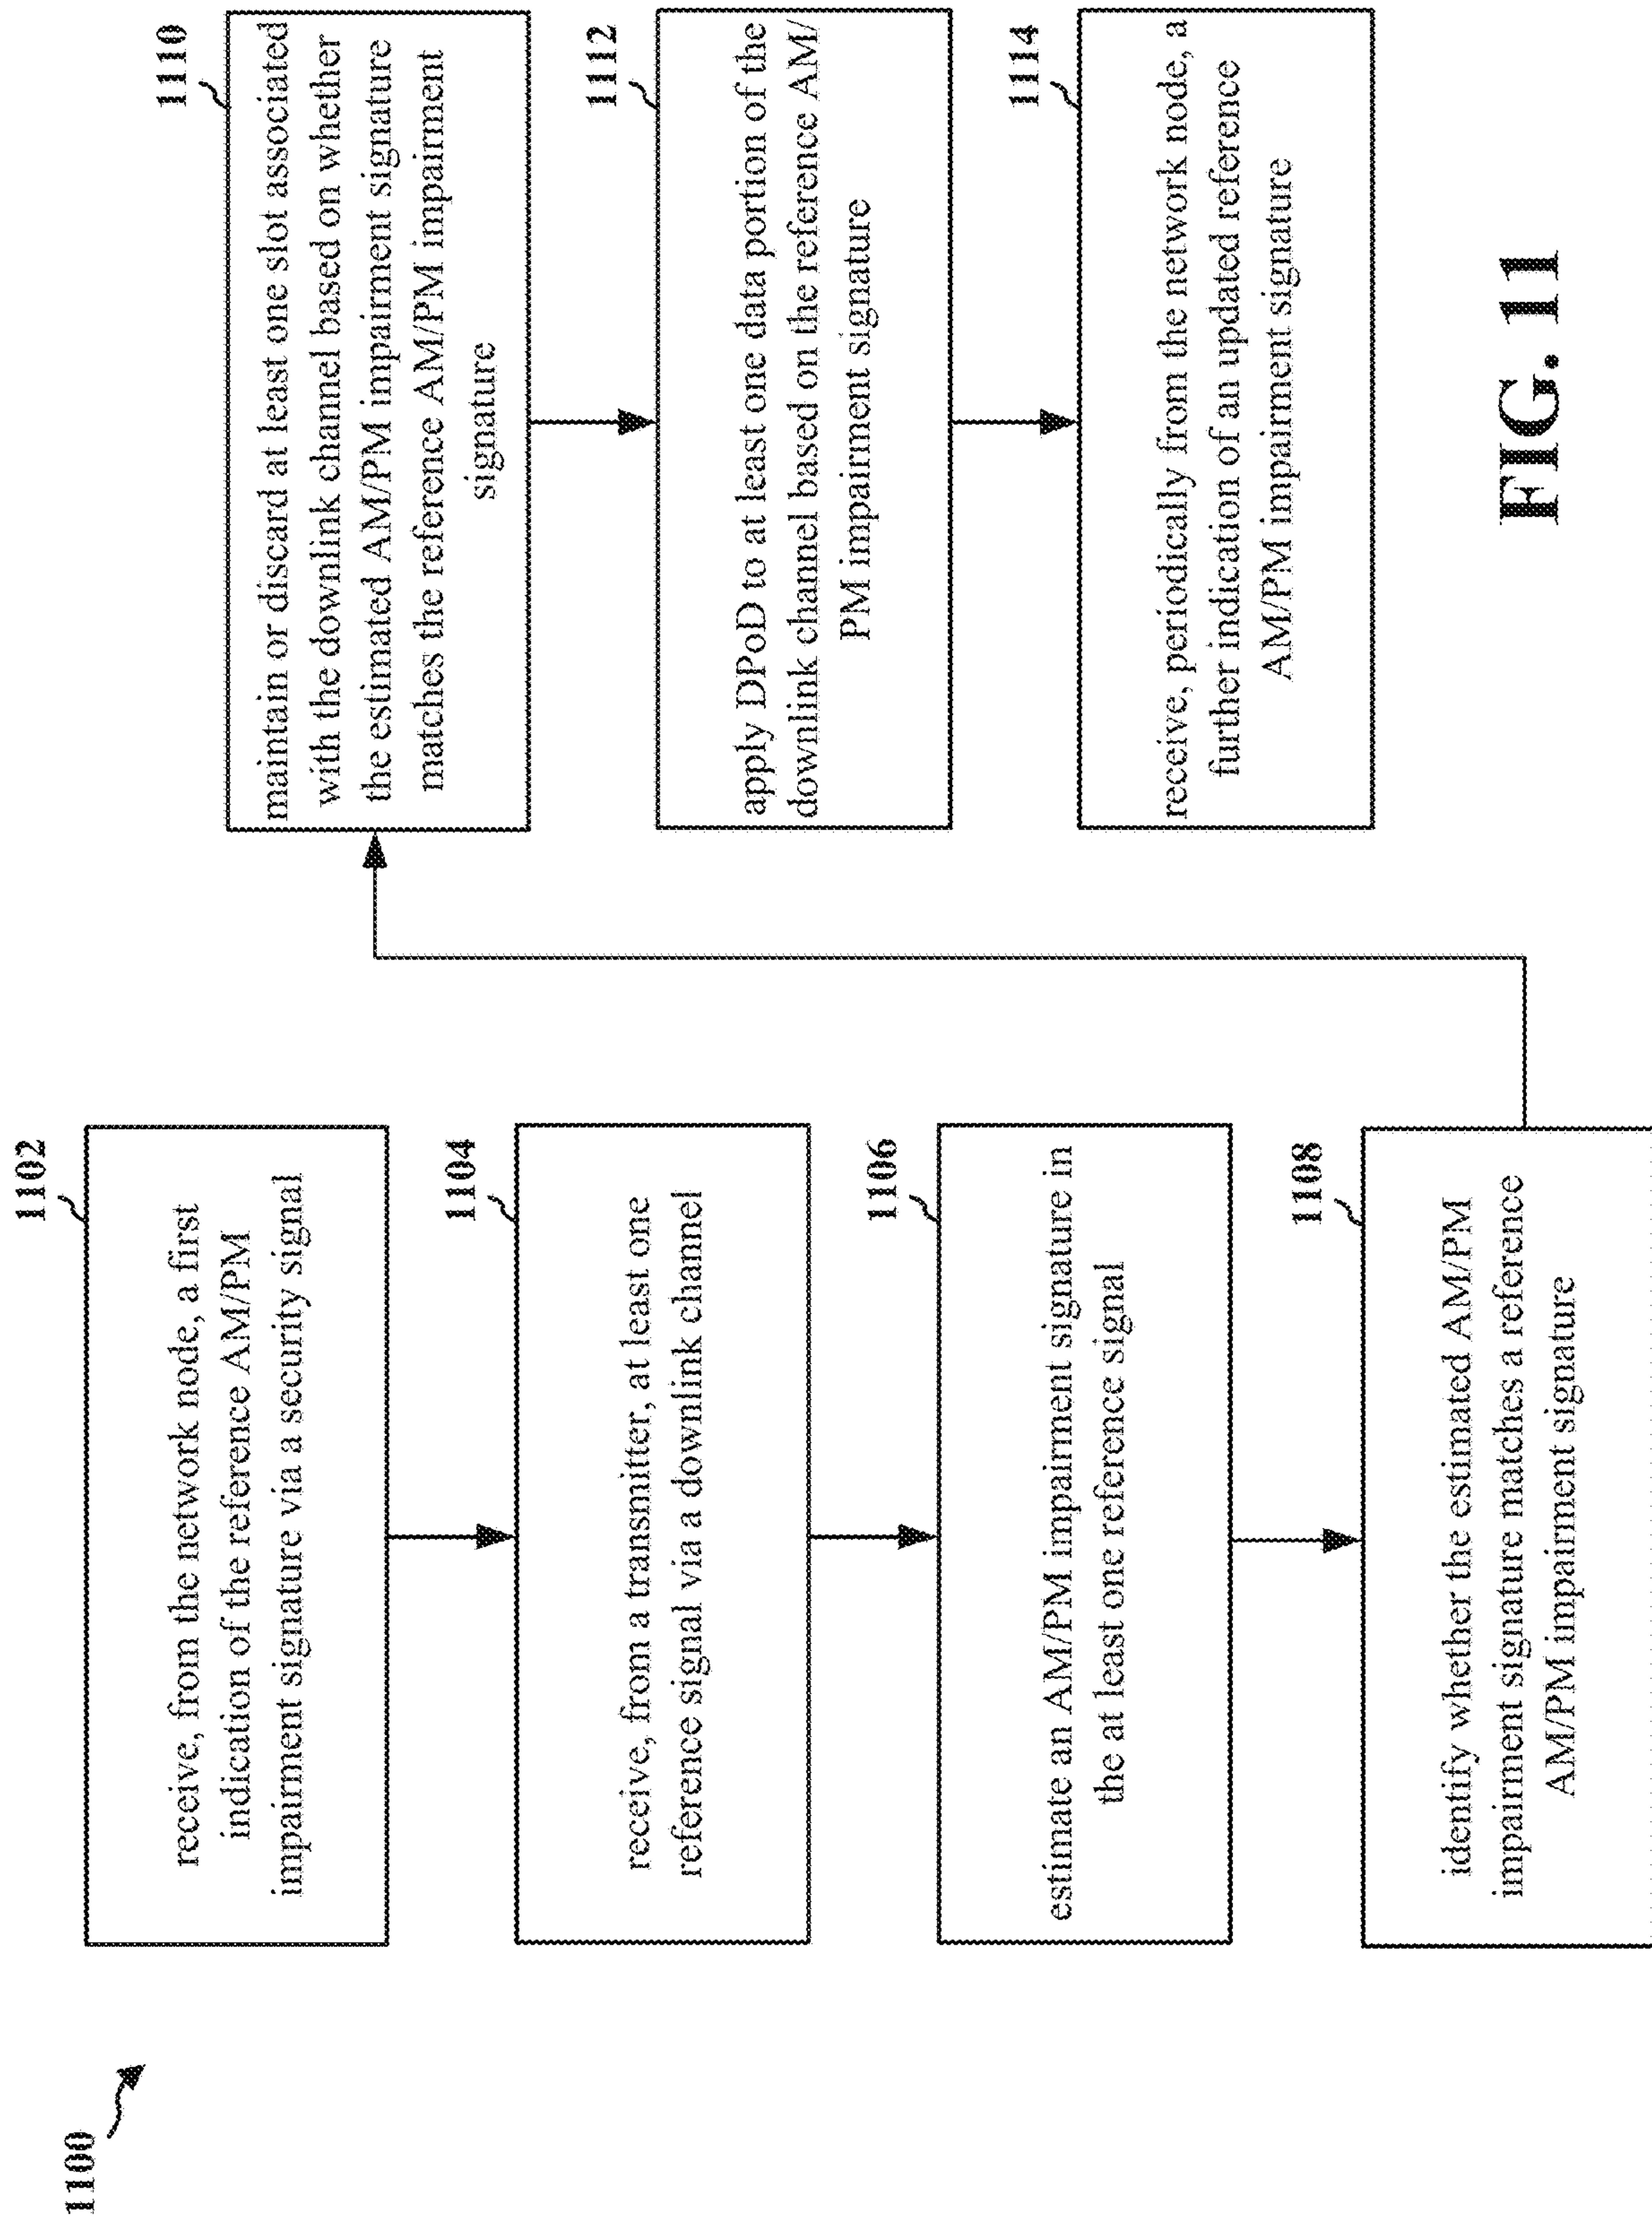 1100
1102
receive, from the network node, a first
indication of the reference AM/PM
impairment signature via a security signal
1104
receive, from a transmitter, at least one
reference signal via a downlink channel
1106
estimate an AM/PM impairment signature in
the at least one reference signal
1108
identify whether the estimated AM/PM
impairment signature matches a reference
AM/PM impairment signature
1110
maintain or discard at least one slot associated
with the downlink channel based on whether
the estimated AM/PM impairment signature
matches the reference AM/PM impairment
signature
1112
apply DPoD to at least one data portion of the
downlink channel based on the reference AM/
PM impairment signature
1114
receive, periodically from the network node, a
further indication of an updated reference
AM/PM impairment signature
FIG. 11